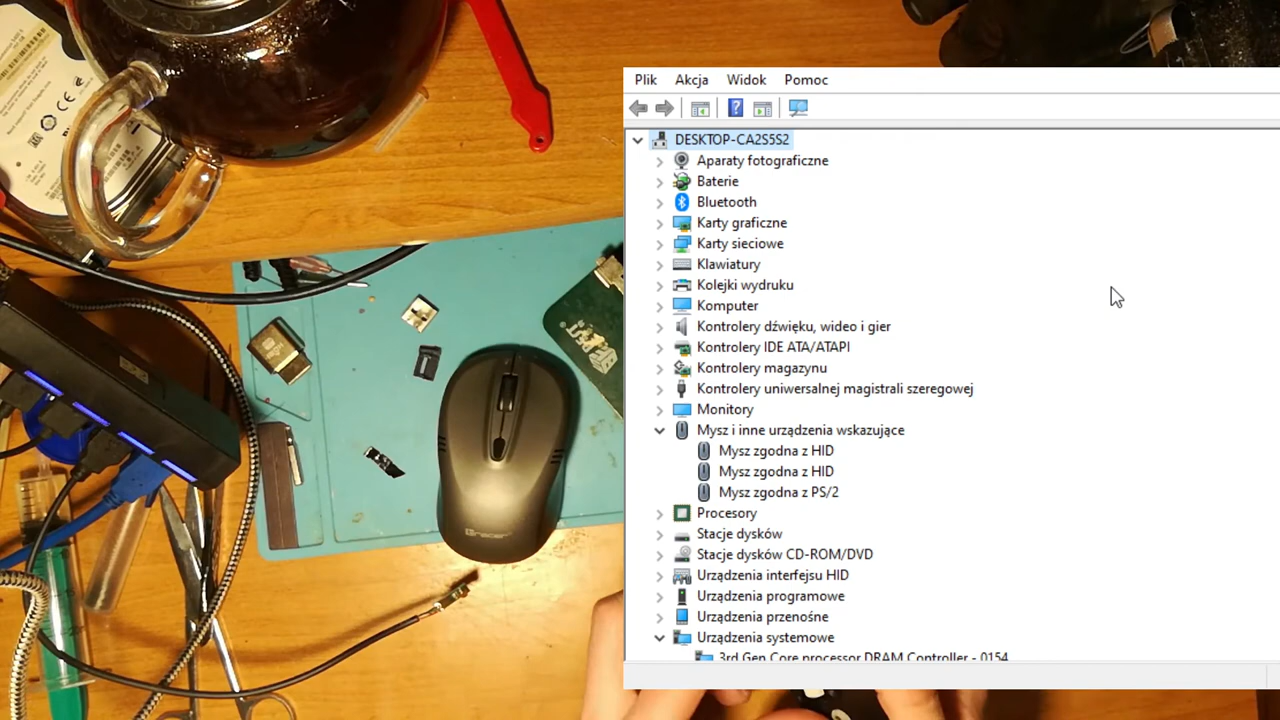 Plik Akcja Widok Pomoc
DESKTOP-CA2S5S2
Aparaty fotograficzne
Baterie
Bluetooth
Karty graficzne
Karty sieciowe
Klawiatury
Kolejki wydruku
Komputer
Kontrolery dźwięku, wideo i gier
Kontrolery IDE ATA/ATAPI
Kontrolery magazynu
Kontrolery uniwersalnej magistrali szeregowej
Monitory
Mysz i inne urządzenia wskazujące
Mysz zgodna z HID
Mysz zgodna z HID
Mysz zgodna z PS/2
Procesory
Stacje dysków
Stacje dysków CD-ROM/DVD
Urządzenia interfejsu HID
Urządzenia programowe
Urządzenia przenośne
Urządzenia systemowe
3rd Gen Core processor DRAM Controller - 0154
Tracer